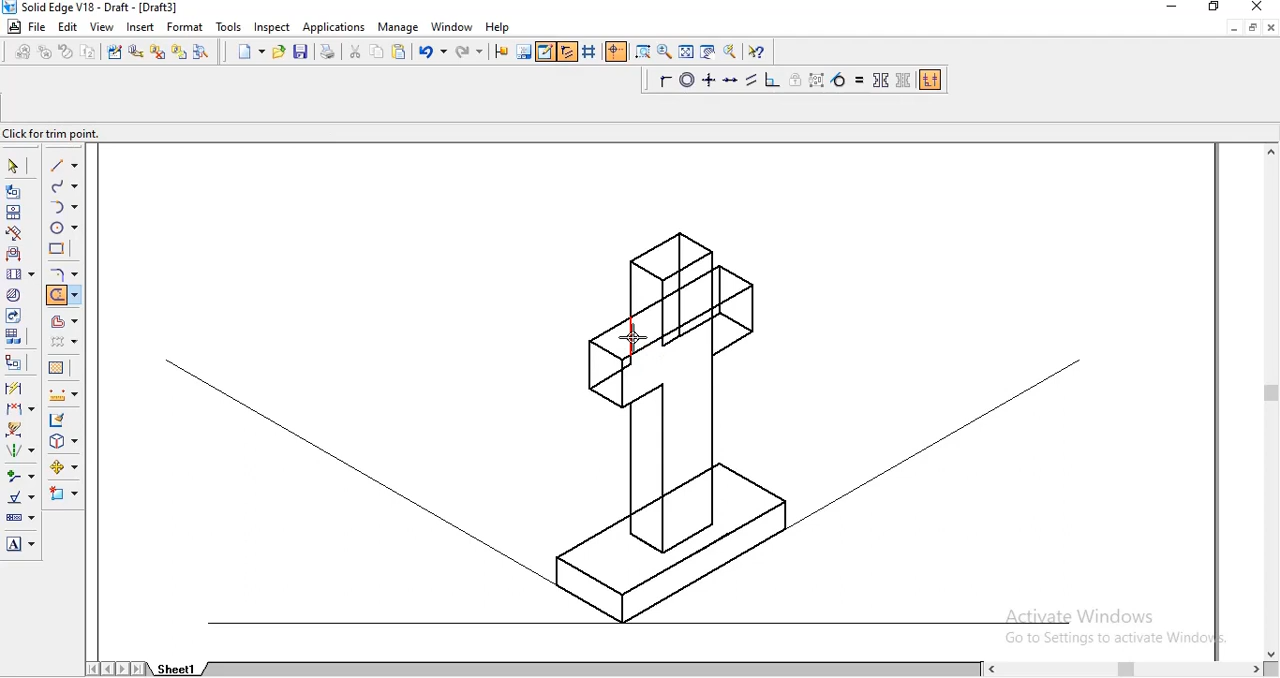 Solid Edge V18 - Draft - [Draft3]
File Edit View Insert Format Tools Inspect Applications Manage Window Help
Click for trim point.
A
Activate Windows
Go to Settings to activate Windows.
Sheet1